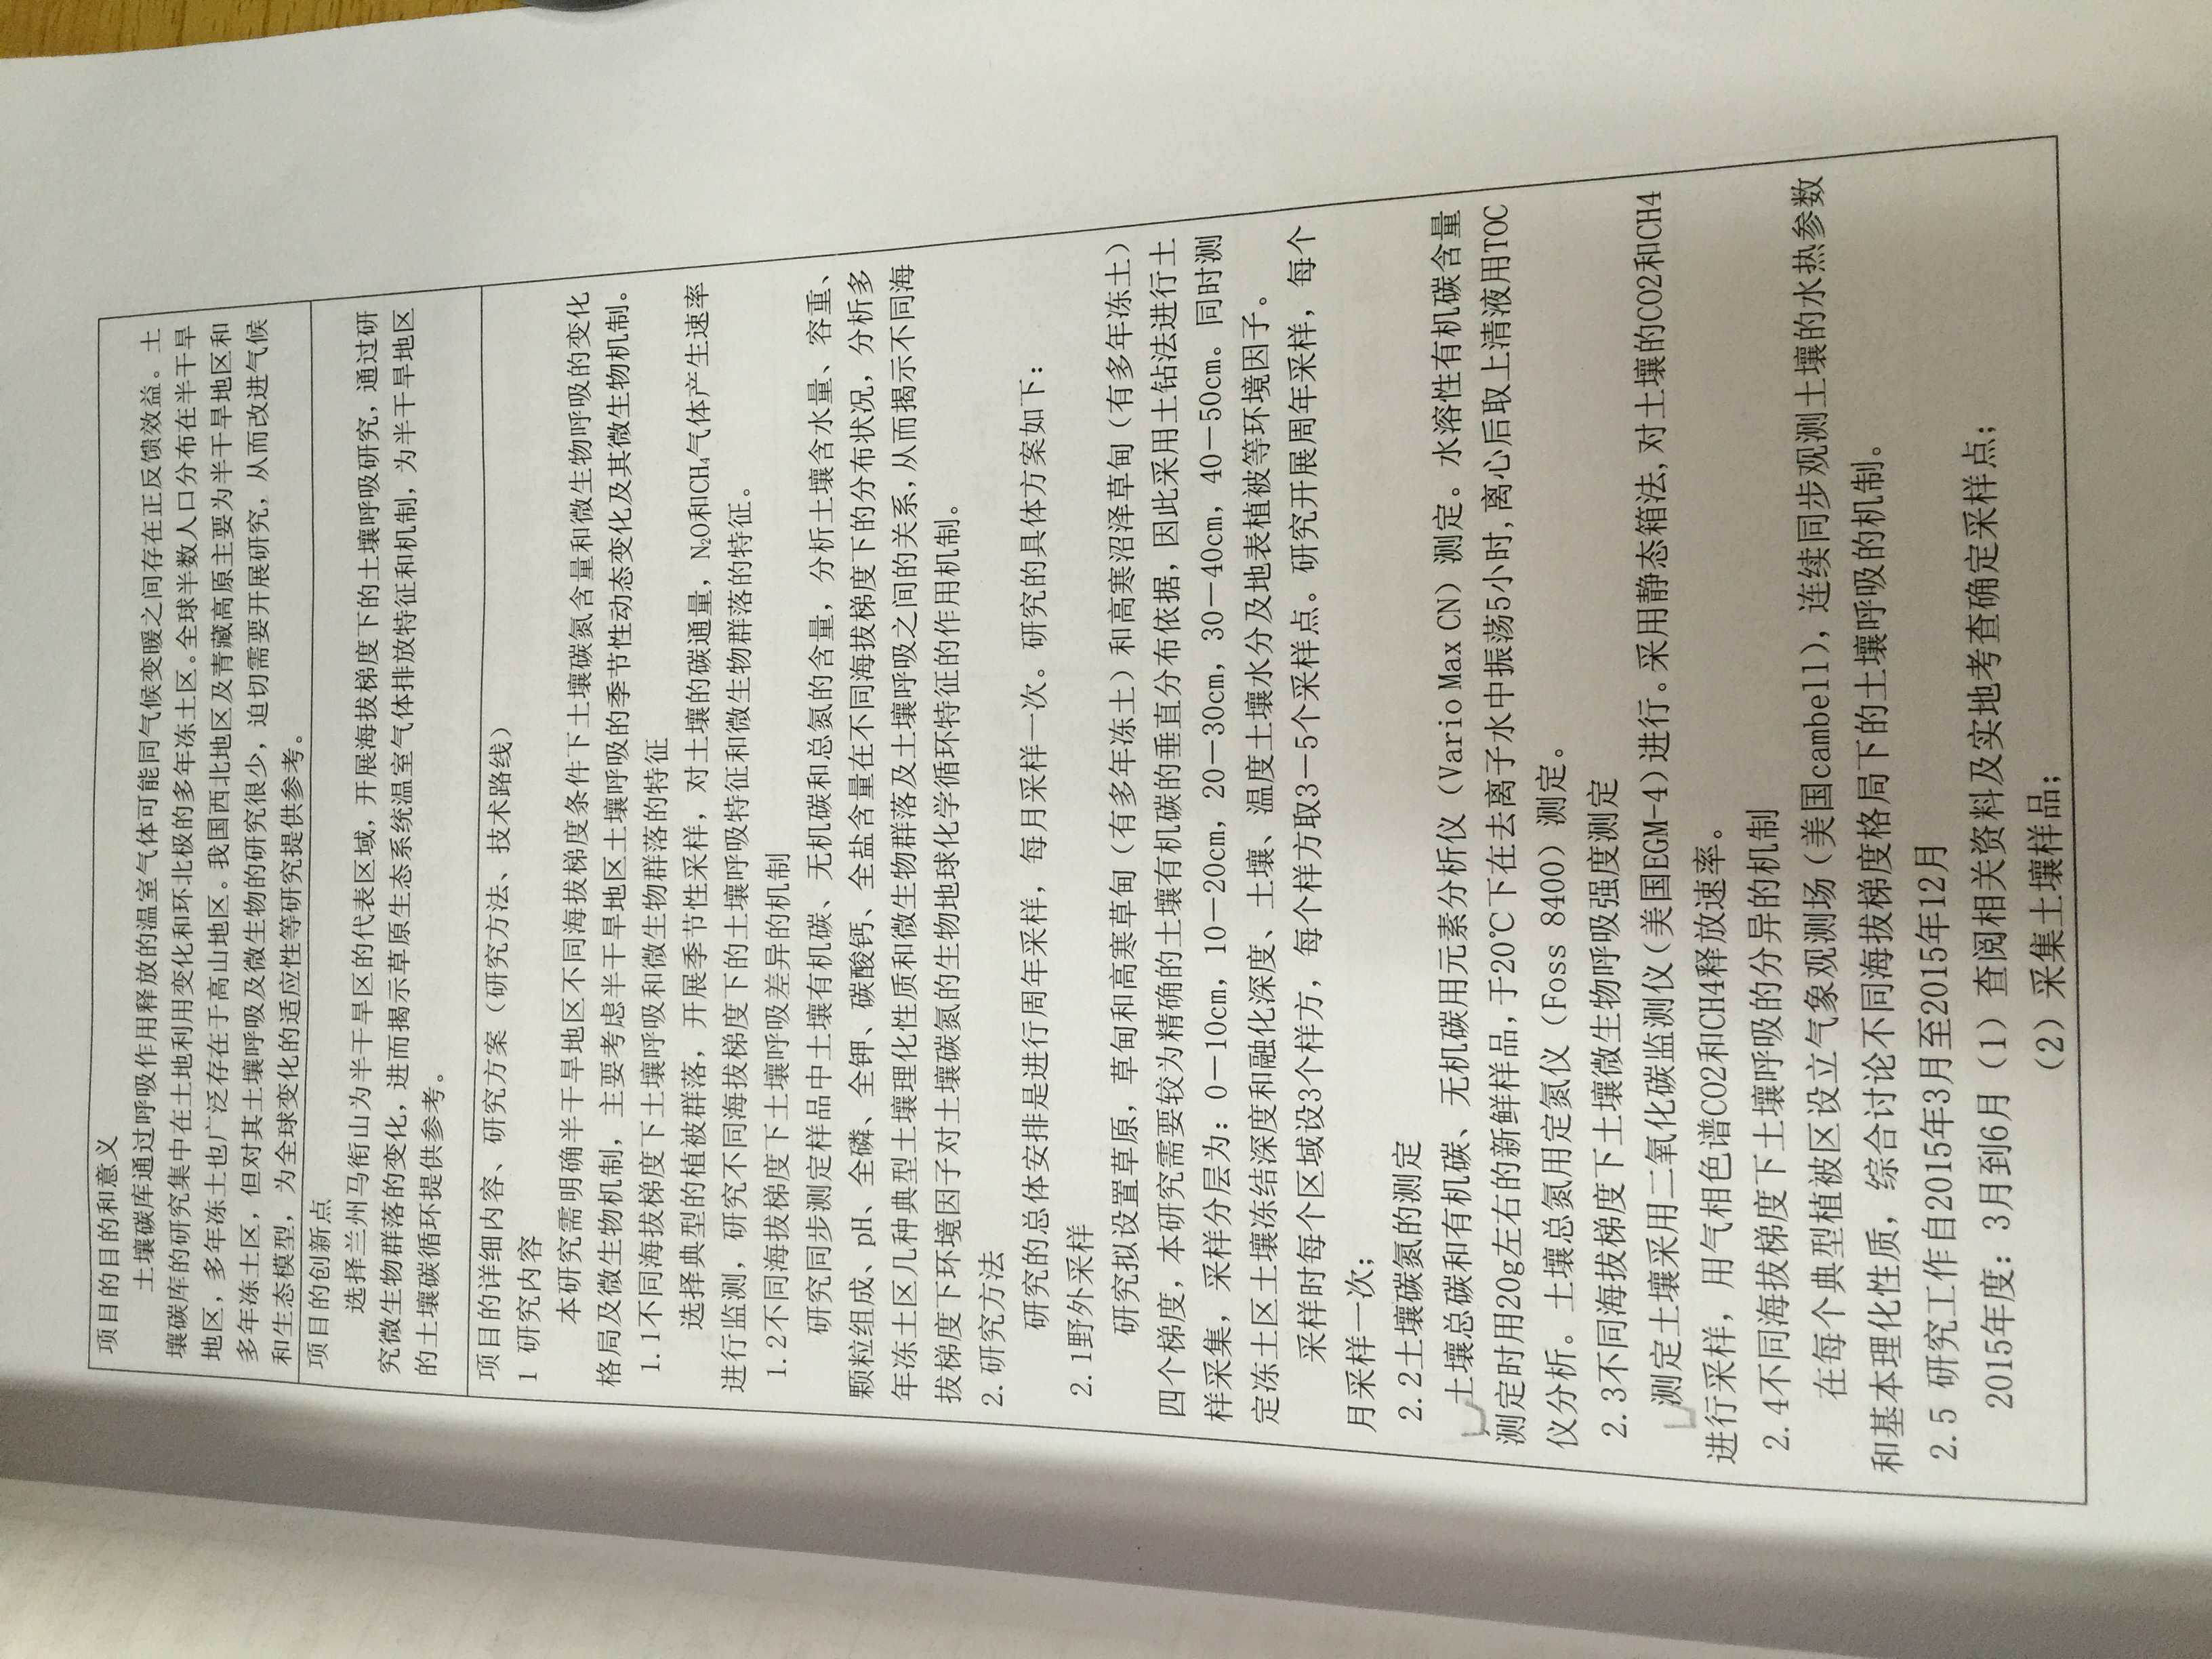 项目的目的和意义
土壤碳库通过呼吸作用释放的温室气体可能同气候变暖之间存在正反馈效益。土
壤碳库的研究集中在土地利用变化和环北极的多年冻土区。全球半数人口分布在半干旱
地区，多年冻土也广泛存在于高山地区。我国西北地区及青藏高原主要为半干旱地区和
多年冻土区，但对其土壤呼吸及微生物的研究很少，迫切需要开展研究，从而改进气候
和生态模型，为全球变化的适应性等研究提供参考。
项目的创新点
选择兰州马衔山为半干旱区的代表区域，开展海拔梯度下的土壤呼吸研究，通过研
究微生物群落的变化，进而揭示草原生态系统温室气体排放特征和机制，为半干旱地区
的土壤碳循环提供参考。
项目的详细内容、研究方案（研究方法、技术路线）
1 研究内容
本研究需明确半干旱地区不同海拔梯度条件下土壤碳氮含量和微生物呼吸的变化
格局及微生物机制，主要考虑半干旱地区土壤呼吸的季节性动态变化及其微生物机制。
1.1不同海拔梯度下土壤呼吸和微生物群落的特征
选择典型的植被群落，开展季节性采样，对土壤的碳通量，N₂O和CH₄气体产生速率
进行监测，研究不同海拔梯度下的土壤呼吸特征和微生物群落的特征。
1.2不同海拔梯度下土壤呼吸差异的机制
研究同步测定样品中土壤有机碳、无机碳和总氮的含量，分析土壤含水量、容重、
颗粒组成、pH、全磷、全钾、碳酸钙、全盐含量在不同海拔梯度下的分布状况，分析多
年冻土区几种典型土壤理化性质和微生物群落及土壤呼吸之间的关系，从而揭示不同海
拔梯度下环境因子对土壤碳氮的生物地球化学循环特征的作用机制。
2. 研究方法
研究的总体安排是进行周年采样，每月采样一次。研究的具体方案如下：
2.1野外采样
研究拟设置草原，草甸和高寒草甸（有多年冻土）和高寒沼泽草甸（有多年冻土）
四个梯度，本研究需要较为精确的土壤有机碳的垂直分布依据，因此采用土钻法进行土
样采集，采样分层为：0－10cm，10－20cm，20－30cm，30－40cm，40－50cm。同时测
定冻土区土壤冻结深度和融化深度、土壤、温度土壤水分及地表植被等环境因子。
采样时每个区域设3个样方，每个样方取3－5个采样点。研究开展周年采样，每个
月采样一次；
2.2土壤碳氮的测定
土壤总碳和有机碳、无机碳用元素分析仪（Vario Max CN）测定。水溶性有机碳含量
测定时用20g左右的新鲜样品，于20℃下在去离子水中振荡5小时，离心后取上清液用TOC
仪分析。土壤总氮用定氮仪（Foss 8400）测定。
2.3不同海拔梯度下土壤微生物呼吸强度测定
测定土壤采用二氧化碳监测仪（美国EGM-4）进行。采用静态箱法，对土壤的CO2和CH4
进行采样，用气相色谱CO2和CH4释放速率。
2.4不同海拔梯度下土壤呼吸的分异的机制
在每个典型植被区设立气象观测场（美国cambell），连续同步观测土壤的水热参数
和基本理化性质，综合讨论不同海拔梯度格局下的土壤呼吸的机制。
2.5 研究工作自2015年3月至2015年12月
2015年度：3月到6月（1）查阅相关资料及实地考查确定采样点；
（2）采集土壤样品；